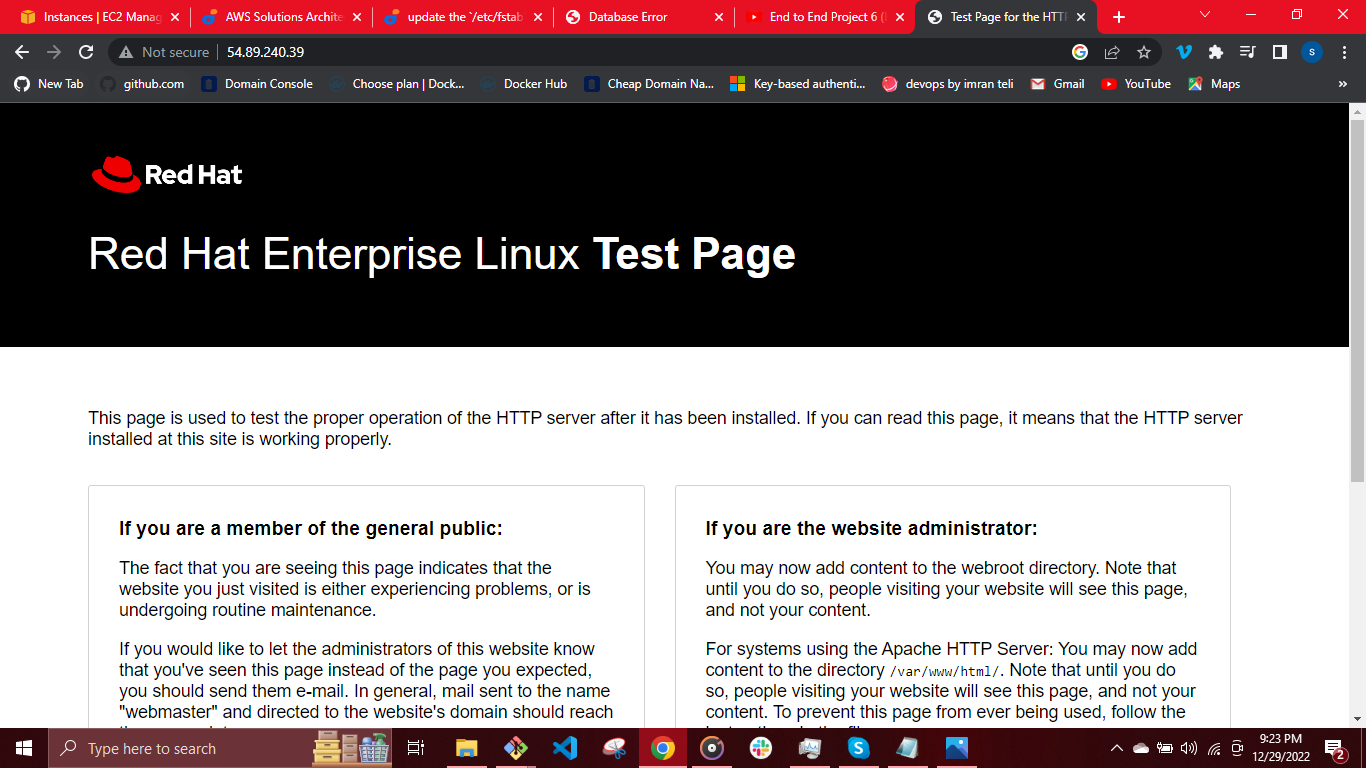 Instances | EC2 Manag
AWS Solutions Archite
update the `/etc/fstab
Database Error
End to End Project 6 (
Test Page for the HTTP
Not secure
54.89.240.39
S
New Tab
github.com
Domain Console
Choose plan | Dock...
Docker Hub
Cheap Domain Na...
Key-based authenti...
devops by imran teli
Gmail
YouTube
Maps
»
Red Hat
Red Hat Enterprise Linux Test Page
This page is used to test the proper operation of the HTTP server after it has been installed. If you can read this page, it means that the HTTP server
installed at this site is working properly.
If you are a member of the general public:
The fact that you are seeing this page indicates that the
website you just visited is either experiencing problems, or is
undergoing routine maintenance.
If you would like to let the administrators of this website know
that you've seen this page instead of the page you expected,
you should send them e-mail. In general, mail sent to the name
"webmaster" and directed to the website's domain should reach
If you are the website administrator:
You may now add content to the webroot directory. Note that
until you do so, people visiting your website will see this page,
and not your content.
For systems using the Apache HTTP Server: You may now add
content to the directory /var/www/html/. Note that until you do
so, people visiting your website will see this page, and not your
content. To prevent this page from ever being used, follow the
Type here to search
9:23 PM
12/29/2022
2